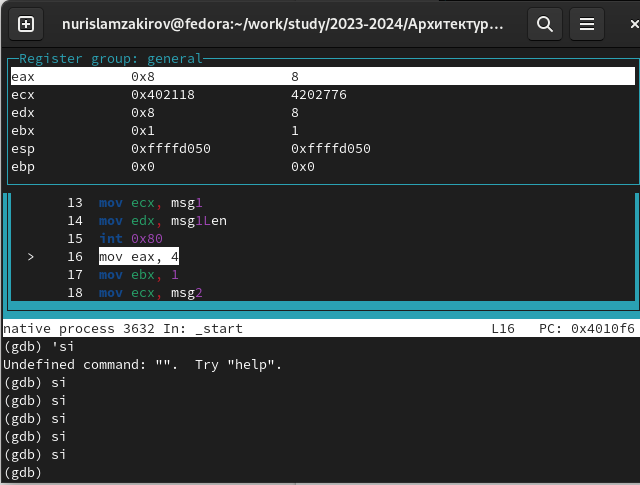 nurislamzakirov@fedora:~/work/study/2023-2024/Архитектур...
Register group: general
eax 0x8 8
ecx 0x402118 4202776
edx 0x8 8
ebx 0x1 1
esp 0xffffd050 0xffffd050
ebp 0x0 0x0
13 mov ecx, msg1
14 mov edx, msg1Len
15 int 0x80
> 16 mov eax, 4
17 mov ebx, 1
18 mov ecx, msg2
native process 3632 In: _start L16 PC: 0x4010f6
(gdb) 'si
Undefined command: "". Try "help".
(gdb) si
(gdb) si
(gdb) si
(gdb) si
(gdb) si
(gdb)